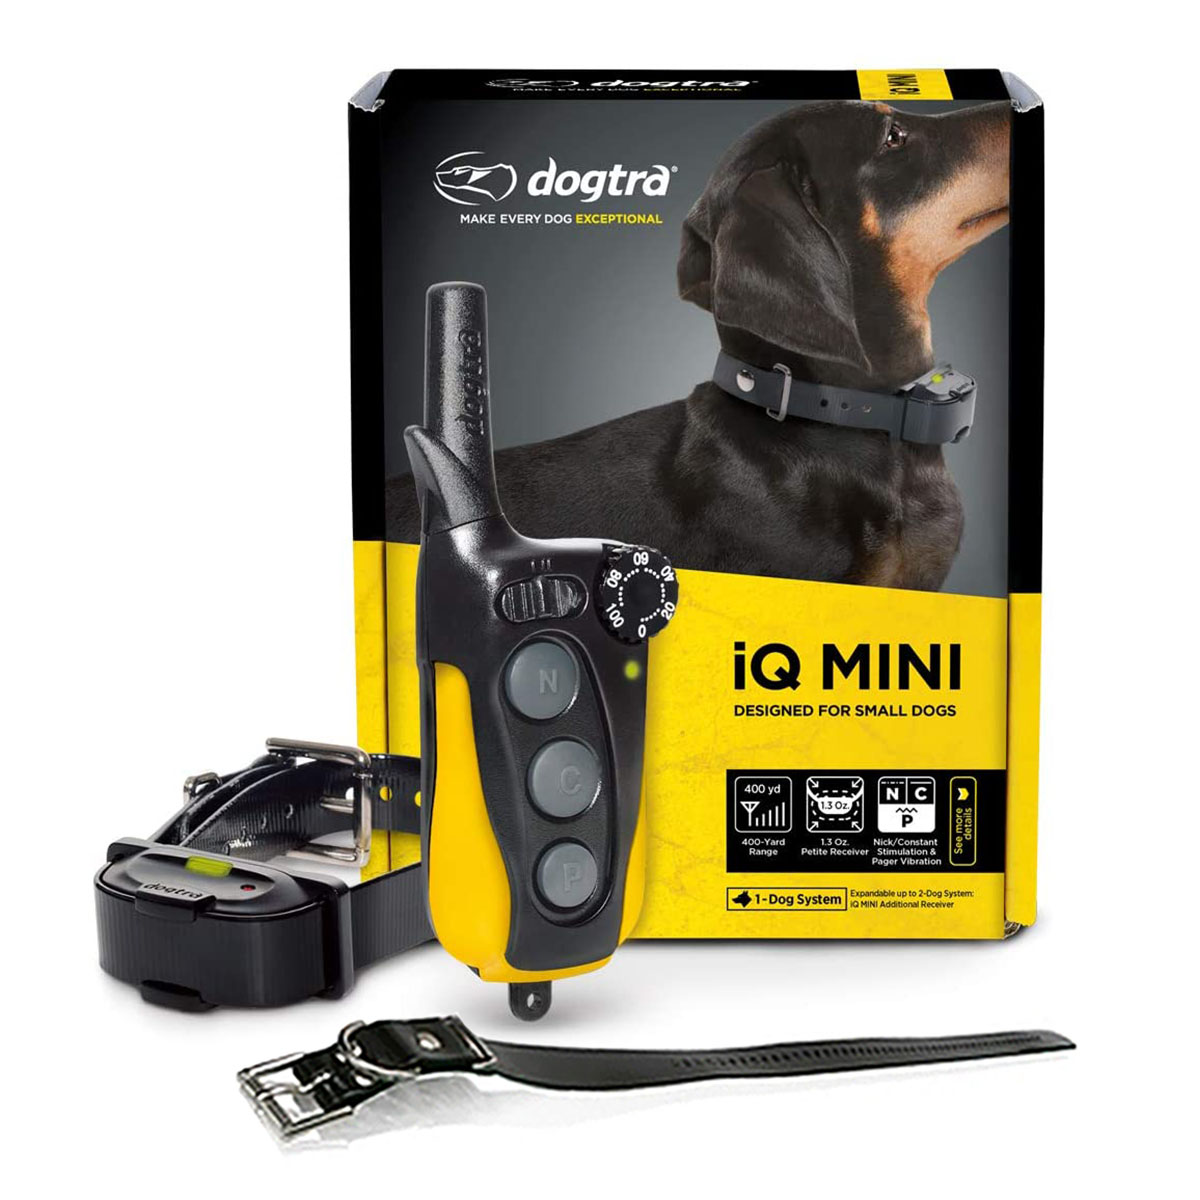 dogtra
MAKE EVERY DOG EXCEPTIONAL
iQ MINI
dogtra®
MAKE EVERY DOG EXCEPTIONAL
dogtra
100 80 60 40 20 0
N
C
P
iQ MINI
DESIGNED FOR SMALL DOGS
400 yd
400-Yard
Range
1.3 Oz.
1.3 Oz.
Petite Receiver
N C
P
Nick/Constant
Stimulation &
Pager Vibration
See more
details
1-Dog System
Expandable up to 2-Dog System:
iQ MINI Additional Receiver
dogtra